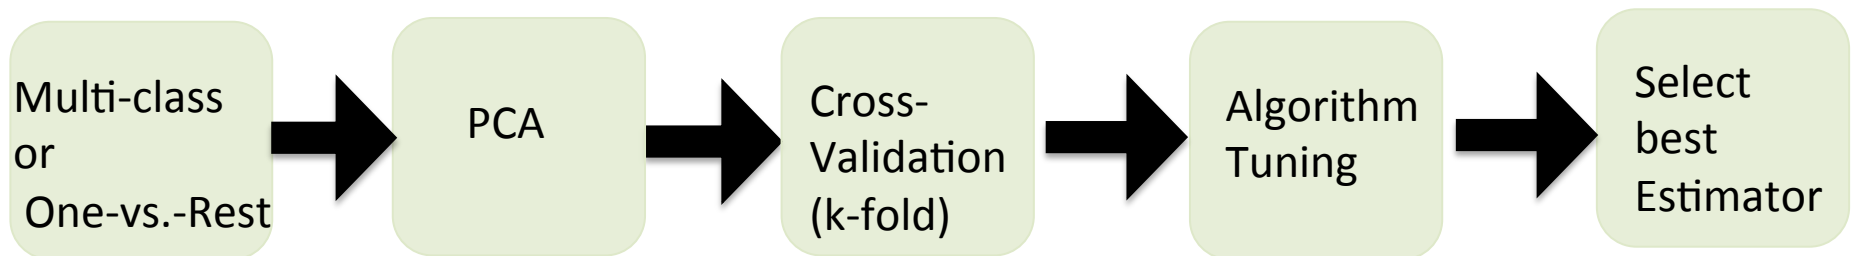 Multi-class
or
One-vs.-Rest
PCA
Cross-
Validation
(k-fold)
Algorithm
Tuning
Select
best
Estimator